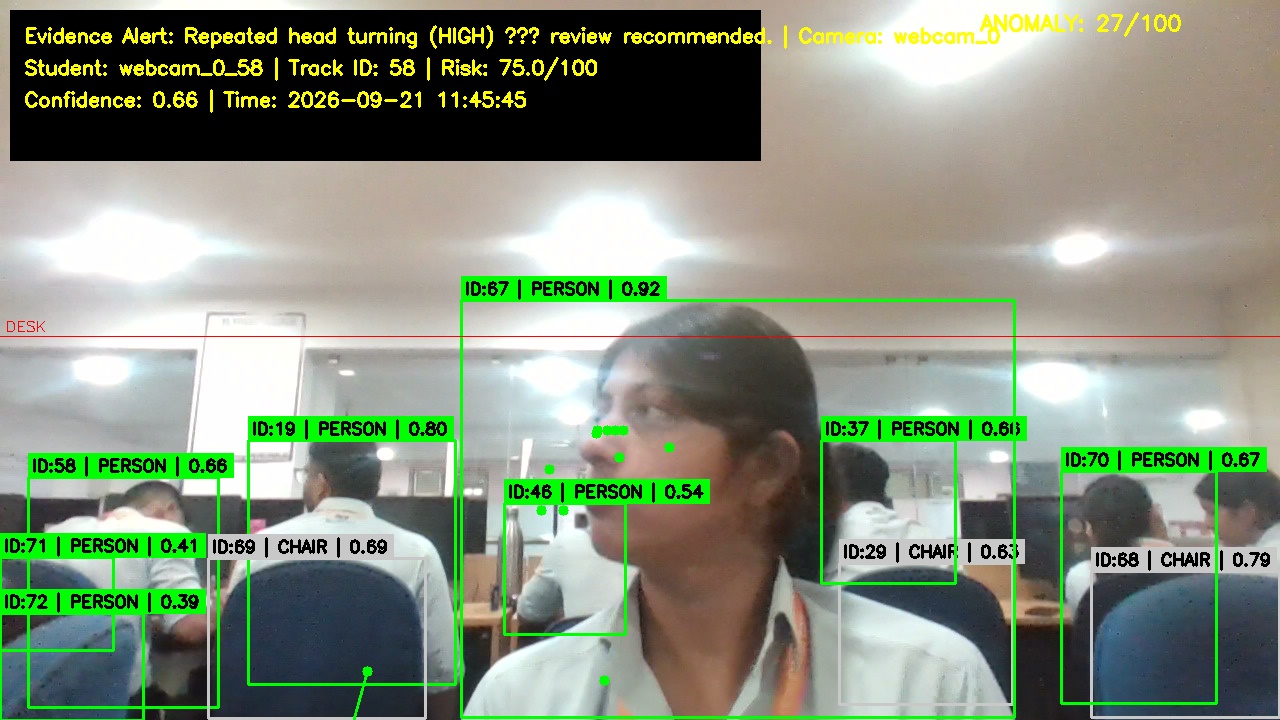 Evidence Alert: Repeated head turning (HIGH) ??? review recommended. | Camera: webcam_0
ANOMALY: 27/100
Student: webcam_0_58 | Track ID: 58 | Risk: 75.0/100
Confidence: 0.66 | Time: 2026-09-21 11:45:45
ID:67 | PERSON | 0.92
DESK
ID:19 | PERSON | 0.80
ID:37 | PERSON | 0.66
ID:58 | PERSON | 0.66
ID:70 | PERSON | 0.67
ID:46 | PERSON | 0.54
ID:71 | PERSON | 0.41
ID:69 | CHAIR | 0.69
ID:29 | CHAIR | 0.63
ID:68 | CHAIR | 0.79
ID:72 | PERSON | 0.39